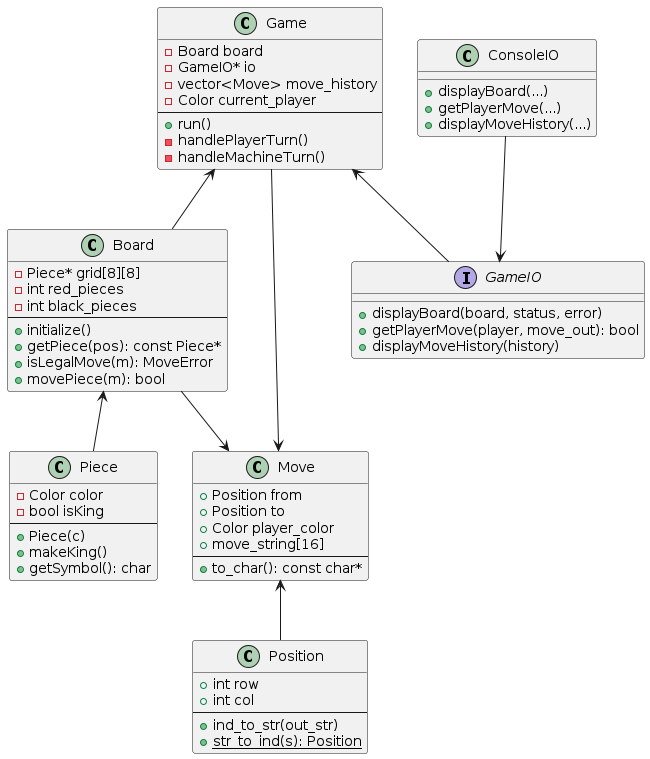 C Game
Board board
GameIO* io
vector<Move> move_history
Color current_player
run()
handlePlayerTurn()
handleMachineTurn()
C ConsoleIO
displayBoard(...)
getPlayerMove(...)
displayMoveHistory(...)
C Board
Piece* grid[8][8]
int red_pieces
int black_pieces
initialize()
getPiece(pos): const Piece*
isLegalMove(m): MoveError
movePiece(m): bool
I GameIO
displayBoard(board, status, error)
getPlayerMove(player, move_out): bool
displayMoveHistory(history)
C Piece
Color color
bool isKing
Piece(c)
makeKing()
getSymbol(): char
C Move
Position from
Position to
Color player_color
move_string[16]
to_char(): const char*
C Position
int row
int col
ind_to_str(out_str)
str_to_ind(s): Position